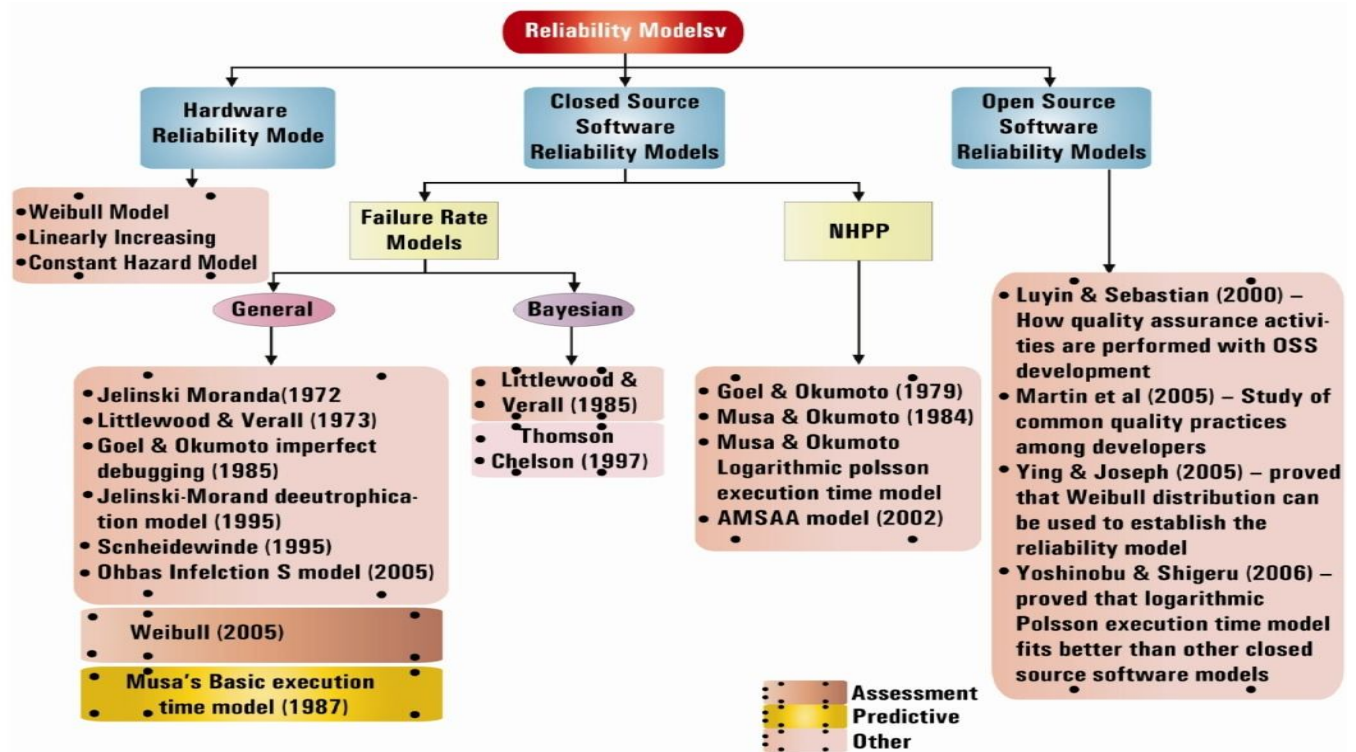 Reliability Modelsv
Hardware
Reliability Mode
Closed Source
Software
Reliability Models
Open Source
Software
Reliability Models
•Weibull Model
•Linearly Increasing
•Constant Hazard Model
Failure Rate
Models
NHPP
General
Bayesian
• Jelinski Moranda(1972
• Littlewood & Verall (1973)
• Goel & Okumoto imperfect
debugging (1985)
• Jelinski-Morand deeutrophica-
tion model (1995)
• Scnheidewinde (1995)
• Ohbas Infelction S model (2005)
Weibull (2005)
Musa's Basic execution
time model (1987)
• Littlewood &
• Verall (1985)
• Thomson
• Chelson (1997)
• Goel & Okumoto (1979)
• Musa & Okumoto (1984)
• Musa & Okumoto
Logarithmic polsson
execution time model
• AMSAA model (2002)
• Luyin & Sebastian (2000) –
How quality assurance activi-
ties are performed with OSS
development
• Martin et al (2005) – Study of
common quality practices
among developers
• Ying & Joseph (2005) – proved
that Weibull distribution can
be used to establish the
reliability model
• Yoshinobu & Shigeru (2006) –
proved that logarithmic
Polsson execution time model
fits better than other closed
source software models
Assessment
Predictive
Other